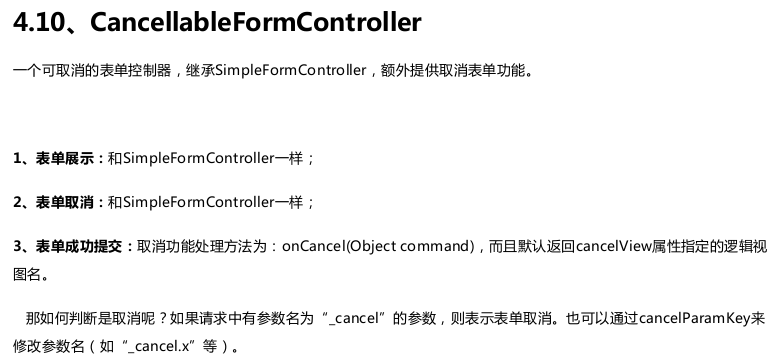 4.10、CancellableFormController
一个可取消的表单控制器，继承SimpleFormController，额外提供取消表单功能。
1、表单展示：和SimpleFormController一样；
2、表单取消：和SimpleFormController一样；
3、表单成功提交：取消功能处理方法为：onCancel(Object command)，而且默认返回cancelView属性指定的逻辑视
图名。
那如何判断是取消呢？如果请求中有参数名为“_cancel”的参数，则表示表单取消。也可以通过cancelParamKey来
修改参数名（如“_cancel.x”等）。